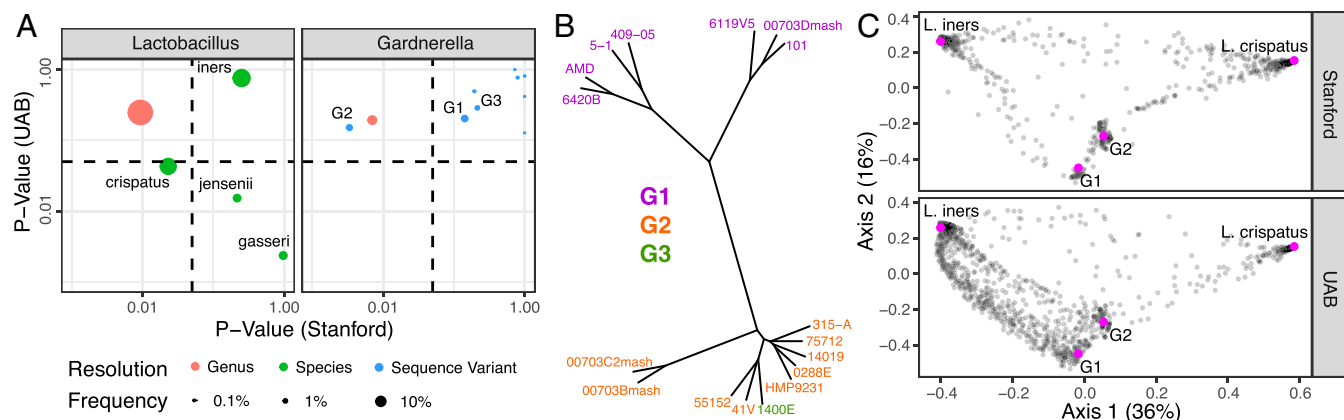 A
Lactobacillus
Gardnerella
P−Value (UAB)
1.00
0.01
iners
crispatus
jensenii
gasseri
G2
G1
G3
0.01
1.00
0.01
1.00
P−Value (Stanford)
Resolution
Genus
Species
Sequence Variant
Frequency
0.1%
1%
10%
B
6119V5
00703Dmash
409−05
5−1
101
AMD
6420B
G1
G2
G3
315−A
75712
14019
0288E
HMP9231
00703C2mash
00703Bmash
55152
41V
1400E
C
Axis 2 (16%)
0.4
0.2
0.0
−0.2
−0.4
L. iners
L. crispatus
G2
G1
Stanford
0.4
0.2
0.0
−0.2
−0.4
L. iners
L. crispatus
G2
G1
UAB
−0.4
−0.2
0.0
0.2
0.4
0.6
Axis 1 (36%)